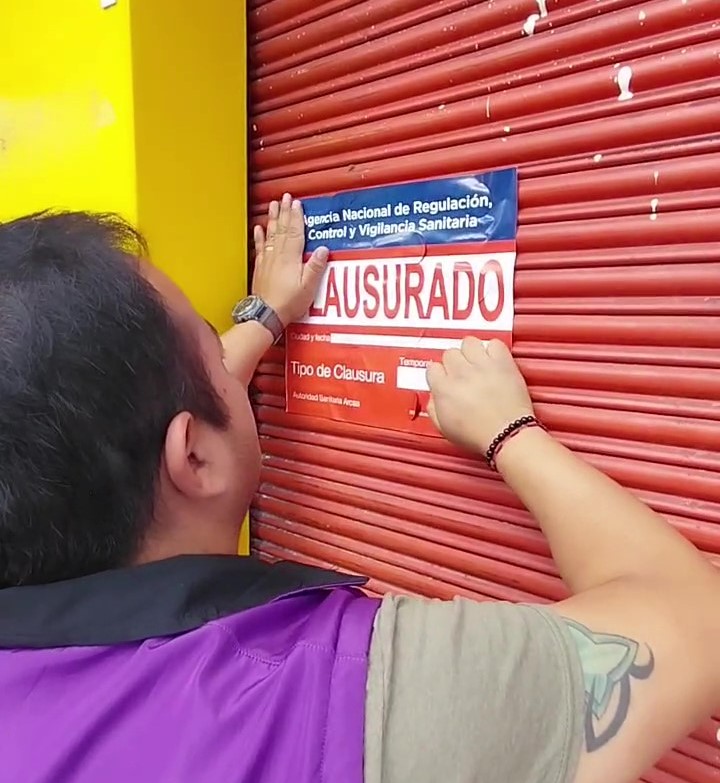 Agencia Nacional de Regulación,
Control y Vigilancia Sanitaria
LAUSURADO
Ciudad y fecha
Tipo de Clausura
Autoridad Sanitaria Arcsa